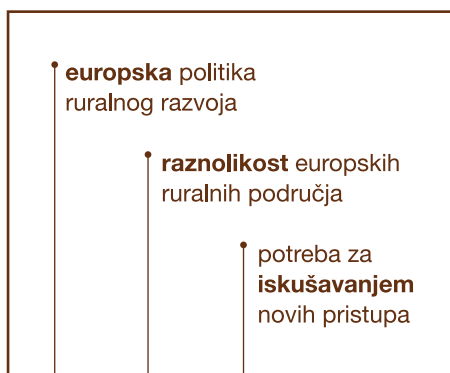 europska politika
ruralnog razvoja
raznolikost europskih
ruralnih područja
potreba za
iskušavanjem
novih pristupa